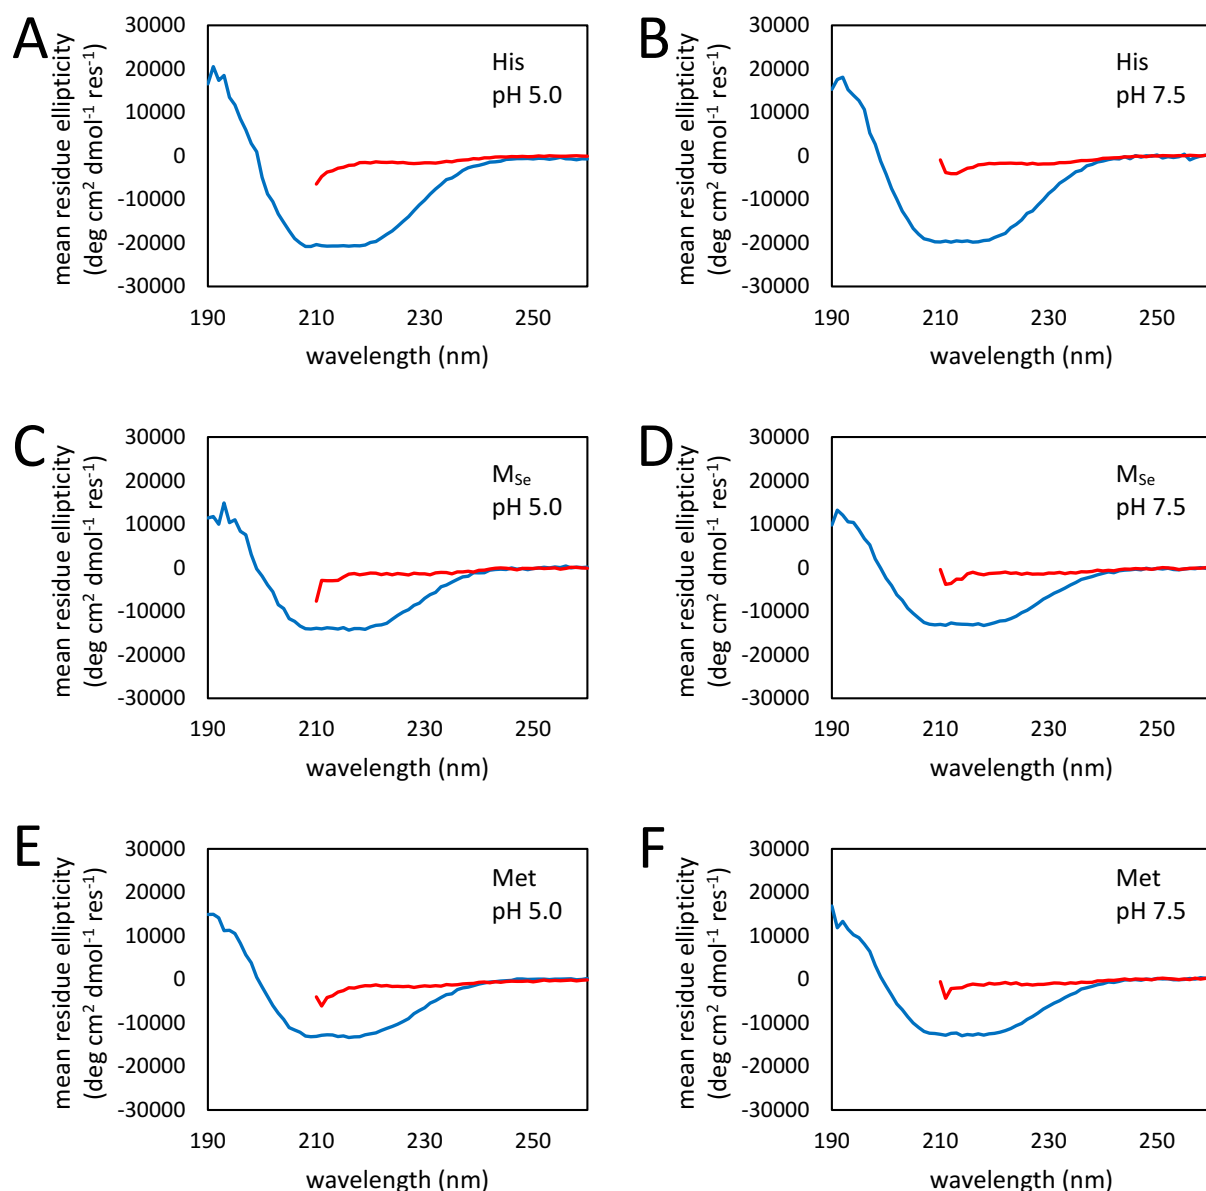 A
mean residue ellipticity
(deg cm² dmol⁻¹ res⁻¹)
30000
20000
10000
0
-10000
-20000
-30000
190
210
230
250
wavelength (nm)
His
pH 5.0
B
mean residue ellipticity
(deg cm² dmol⁻¹ res⁻¹)
30000
20000
10000
0
-10000
-20000
-30000
190
210
230
250
wavelength (nm)
His
pH 7.5
C
mean residue ellipticity
(deg cm² dmol⁻¹ res⁻¹)
30000
20000
10000
0
-10000
-20000
-30000
190
210
230
250
wavelength (nm)
MSe
pH 5.0
D
mean residue ellipticity
(deg cm² dmol⁻¹ res⁻¹)
30000
20000
10000
0
-10000
-20000
-30000
190
210
230
250
wavelength (nm)
MSe
pH 7.5
E
mean residue ellipticity
(deg cm² dmol⁻¹ res⁻¹)
30000
20000
10000
0
-10000
-20000
-30000
190
210
230
250
wavelength (nm)
Met
pH 5.0
F
mean residue ellipticity
(deg cm² dmol⁻¹ res⁻¹)
30000
20000
10000
0
-10000
-20000
-30000
190
210
230
250
wavelength (nm)
Met
pH 7.5